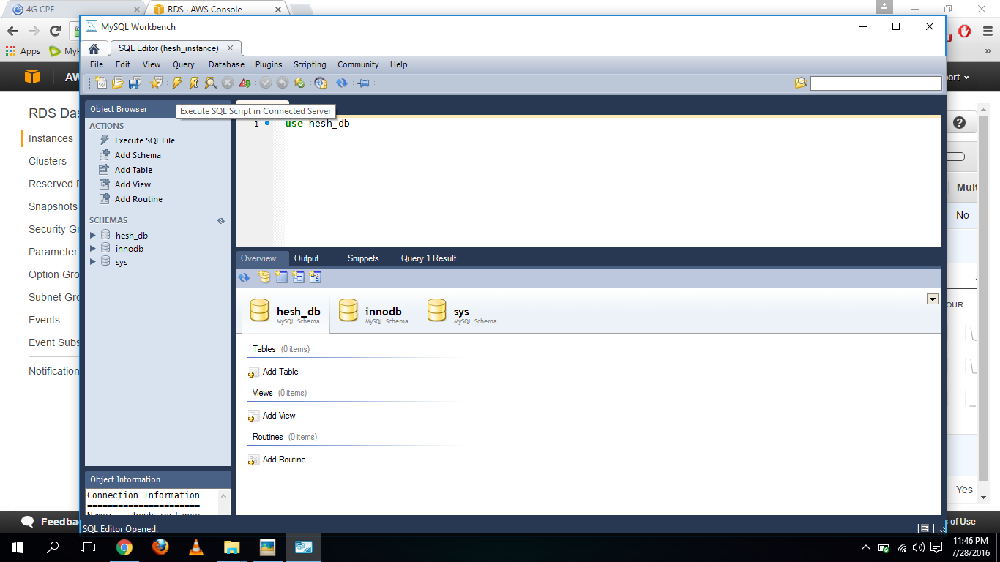 4G CPE
RDS · AWS Console
MySQL Workbench
Apps
SQL Editor (hesh_instance)
File Edit View Query Database Plugins Scripting Community Help
AW
ort
RDS Das
Instances
Clusters
Reserved
Snapshots
Security Gr
Parameter
Option Gro
Subnet Gro
Events
Event Subs
Notification
Object Browser
Execute SQL Script in Connected Server
ACTIONS
Execute SQL File
Add Schema
Add Table
Add View
Add Routine
SCHEMAS
hesh_db
innodb
sys
1 use hesh_db
Overview Output Snippets Query 1 Result
hesh_db
MySQL Schema
innodb
MySQL Schema
sys
MySQL Schema
Tables (0 items)
Add Table
Views (0 items)
Add View
Routines (0 items)
Add Routine
Mult
No
OUR
Yes
Object Information
Connection Information
======================
Name: hesh_instance
SQL Editor Opened.
Feedba
of Use
11:46 PM
7/28/2016